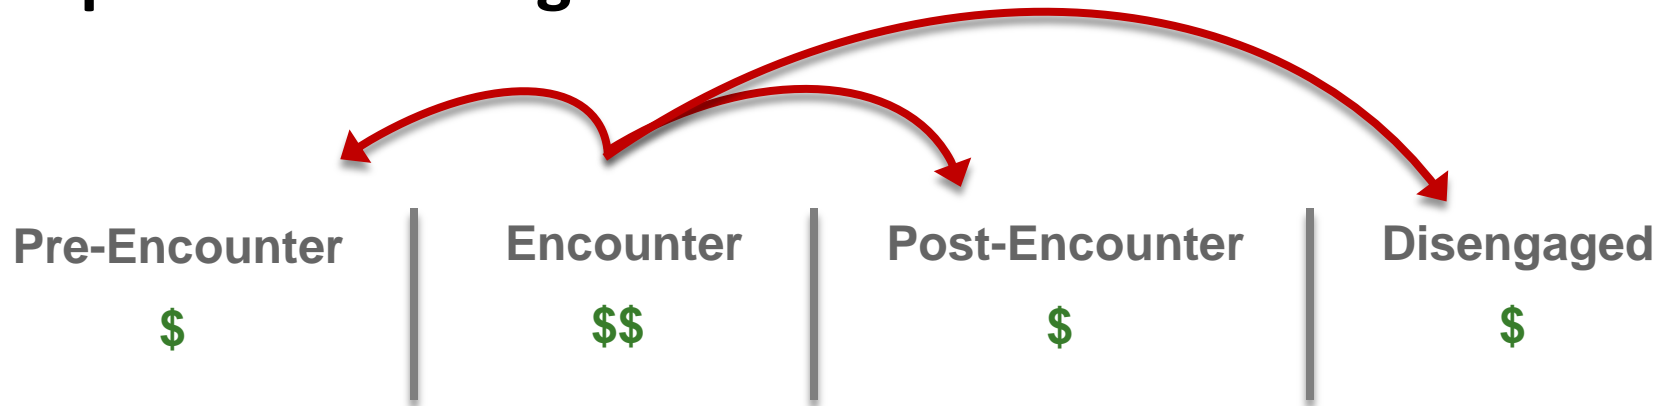 Pre-Encounter Encounter Post-Encounter Disengaged
$ $$ $ $